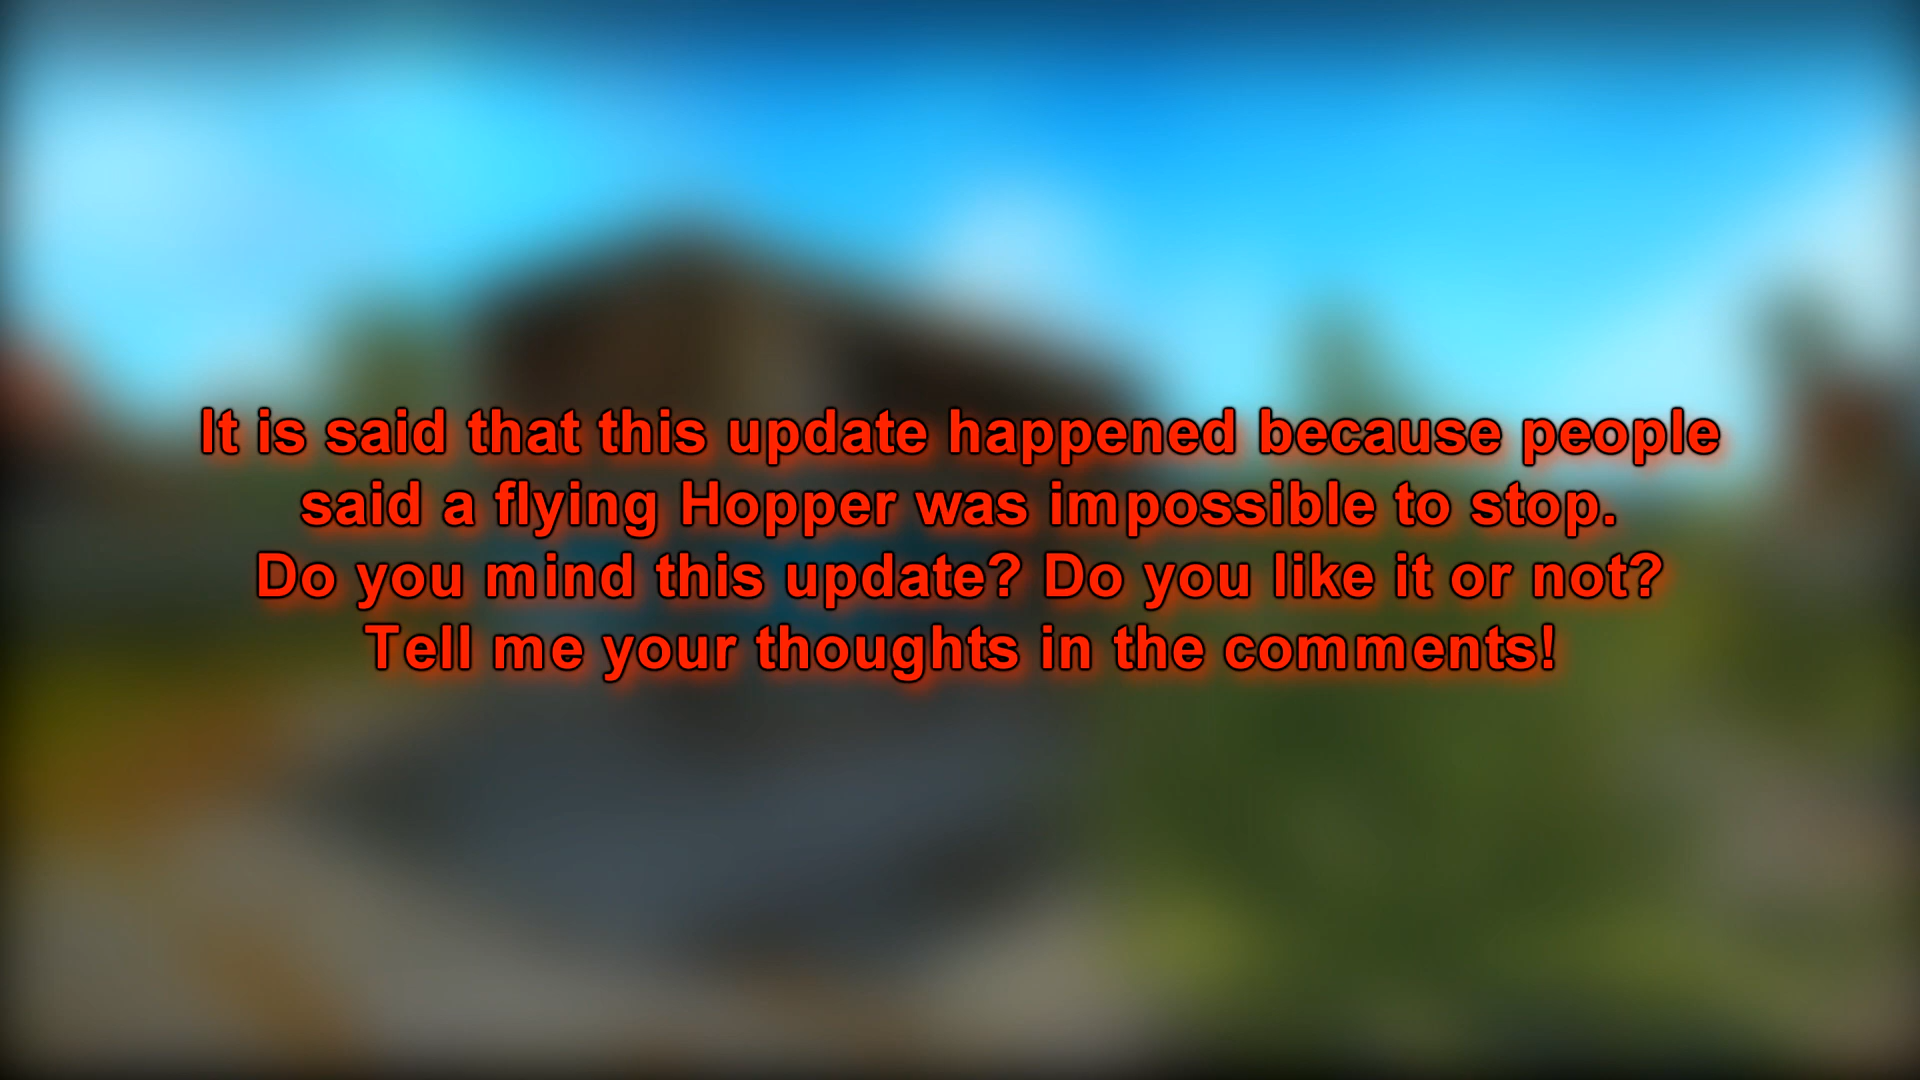 It is said that this update happened because people
said a flying Hopper was impossible to stop.
Do you mind this update? Do you like it or not?
Tell me your thoughts in the comments!